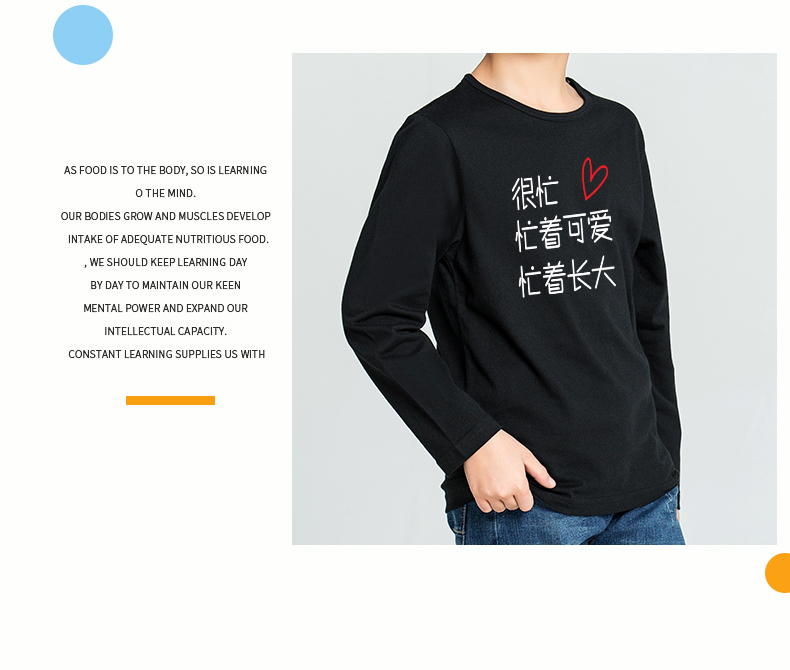 AS FOOD IS TO THE BODY, SO IS LEARNING
O THE MIND.
OUR BODIES GROW AND MUSCLES DEVELOP
INTAKE OF ADEQUATE NUTRITIOUS FOOD.
, WE SHOULD KEEP LEARNING DAY
BY DAY TO MAINTAIN OUR KEEN
MENTAL POWER AND EXPAND OUR
INTELLECTUAL CAPACITY.
CONSTANT LEARNING SUPPLIES US WITH
很忙
忙着可爱
忙着长大